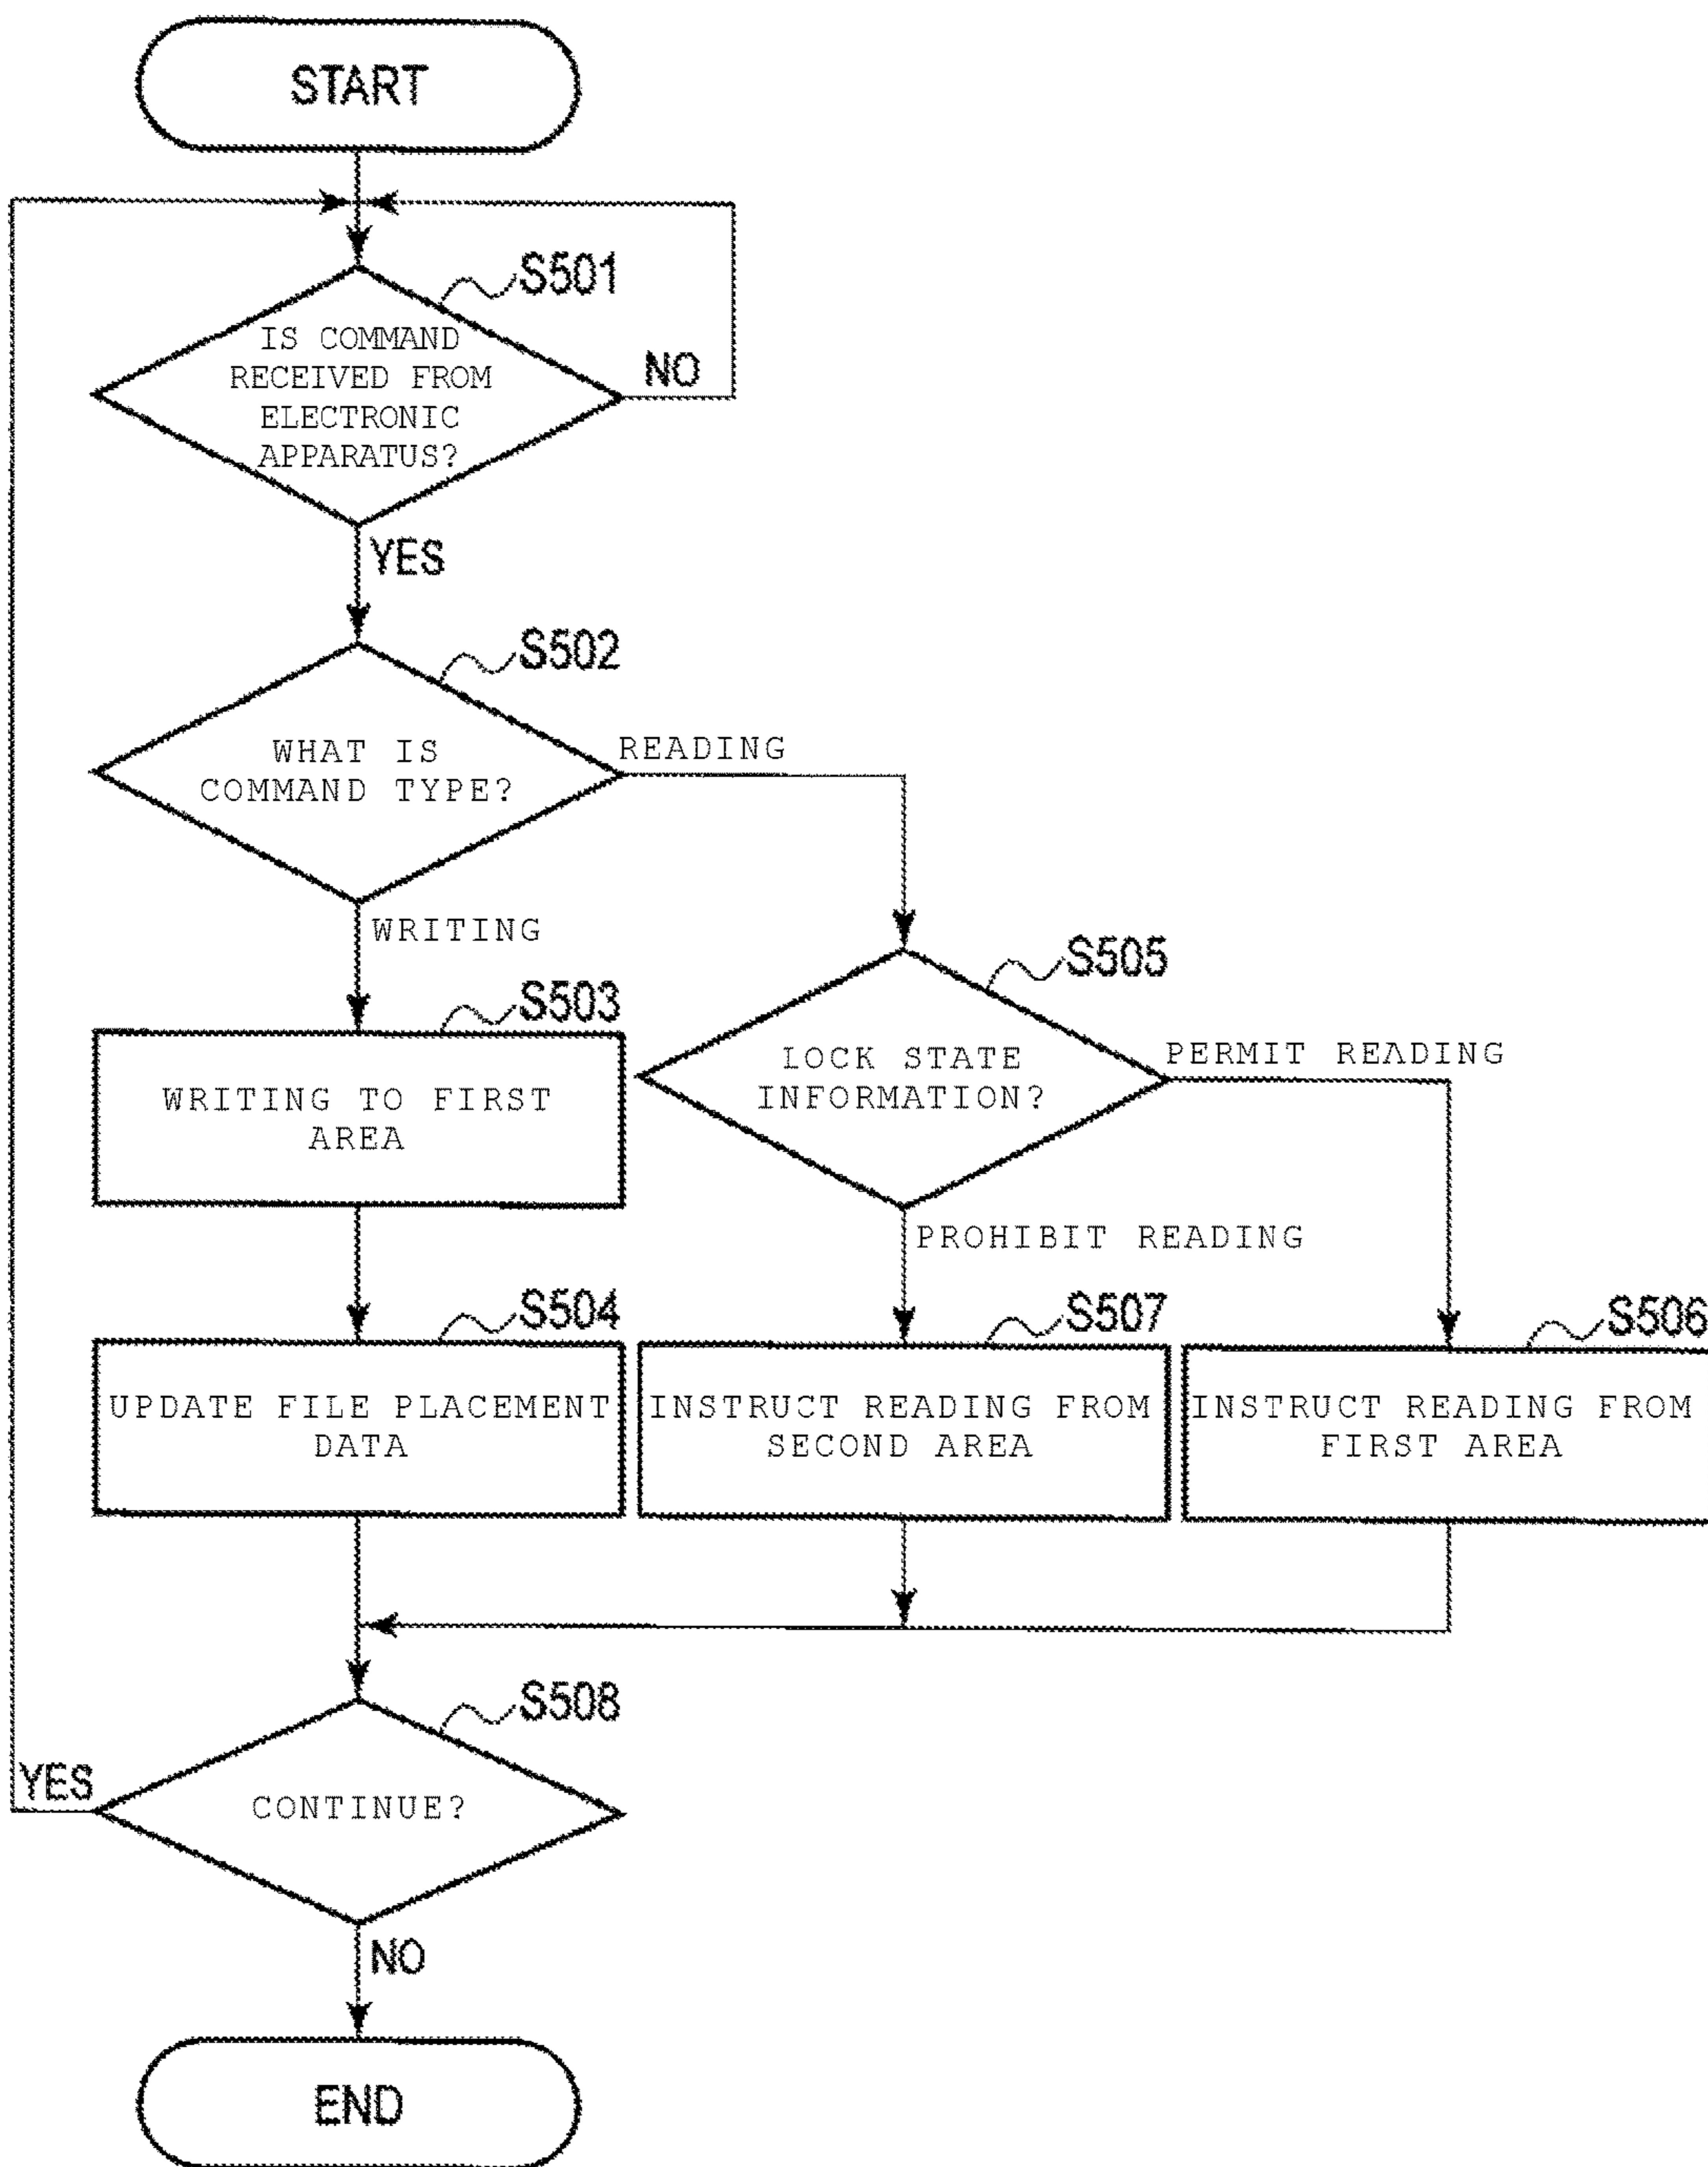 START
S501
IS COMMAND
RECEIVED FROM
ELECTRONIC
APPARATUS?
NO
YES
S502
WHAT IS
COMMAND TYPE?
READING
WRITING
S503
WRITING TO FIRST
AREA
S505
LOCK STATE
INFORMATION?
PERMIT READING
PROHIBIT READING
S504
UPDATE FILE PLACEMENT
DATA
S507
INSTRUCT READING FROM
SECOND AREA
S506
INSTRUCT READING FROM
FIRST AREA
S508
CONTINUE?
YES
NO
END